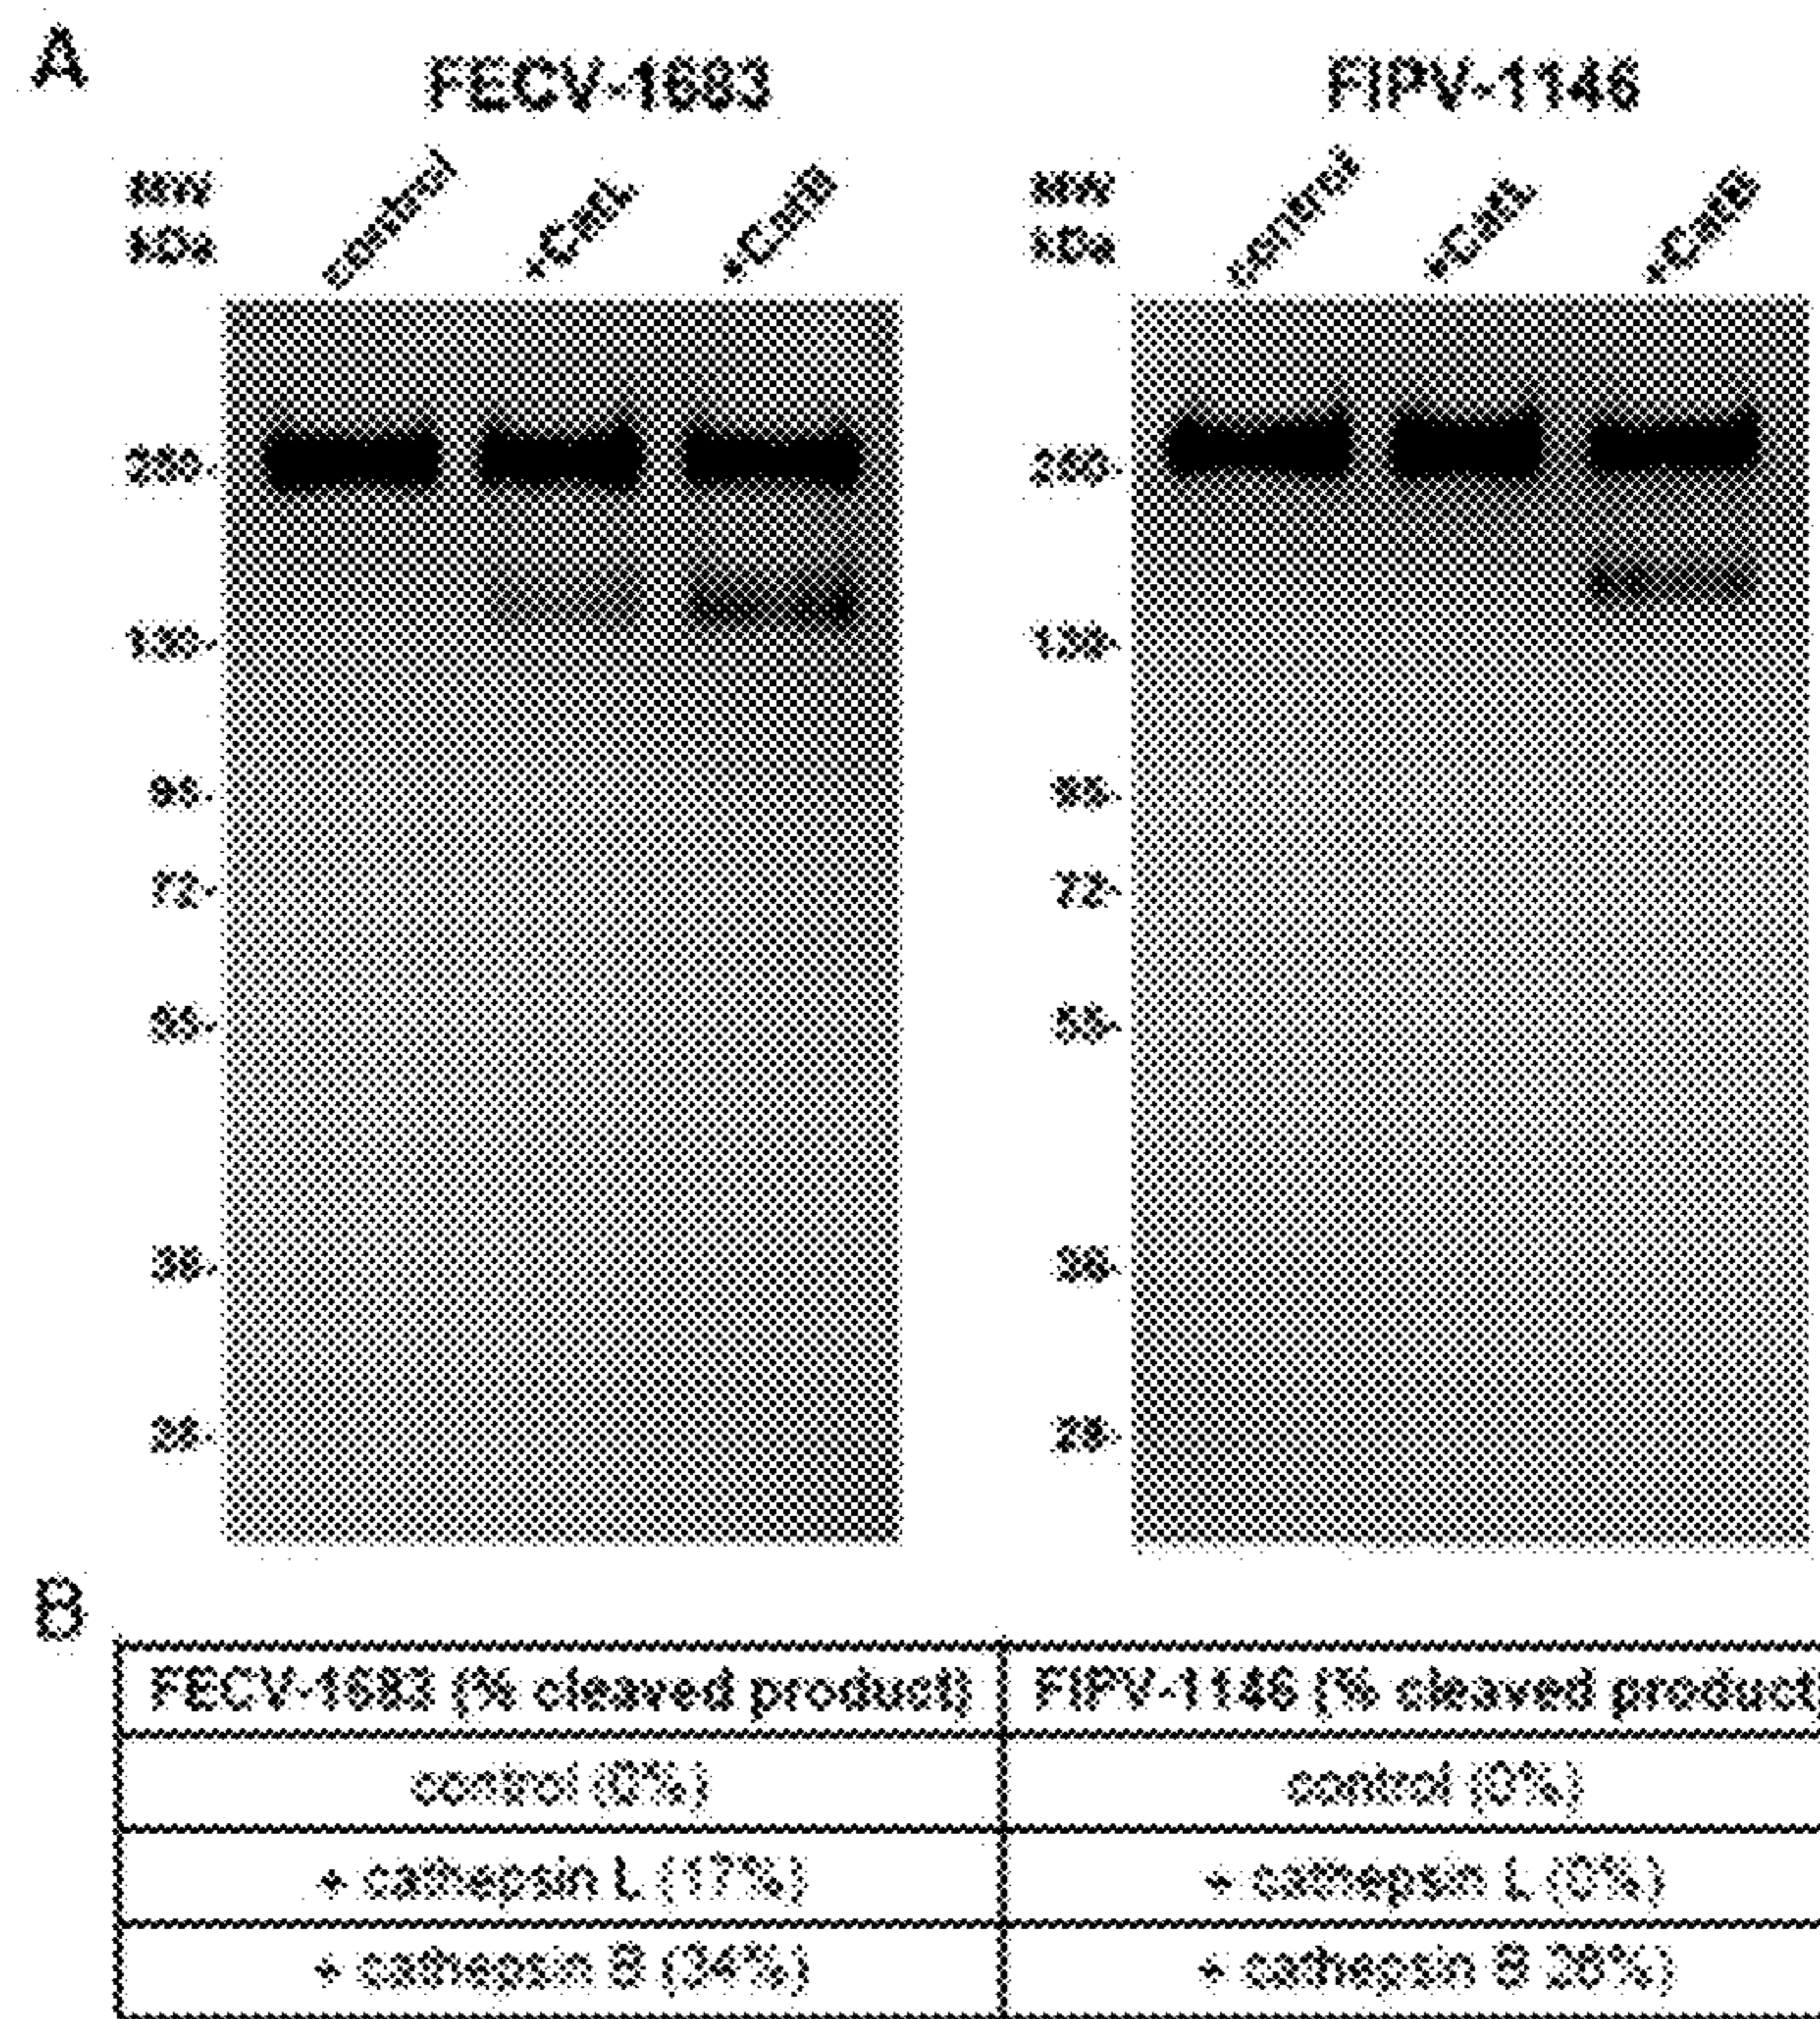 A
FECV-1683
FIPV-1146
MW
kDa
control
+CatL
+CatB
MW
kDa
control
+CatL
+CatB
250-
130-
95-
72-
55-
36-
28-
250-
130-
95-
72-
55-
36-
28-
B
FECV-1683 (% cleaved product)
FIPV-1146 (% cleaved product)
control (0%)
control (0%)
+ cathepsin L (17%)
+ cathepsin L (0%)
+ cathepsin B (34%)
+ cathepsin B 26%)